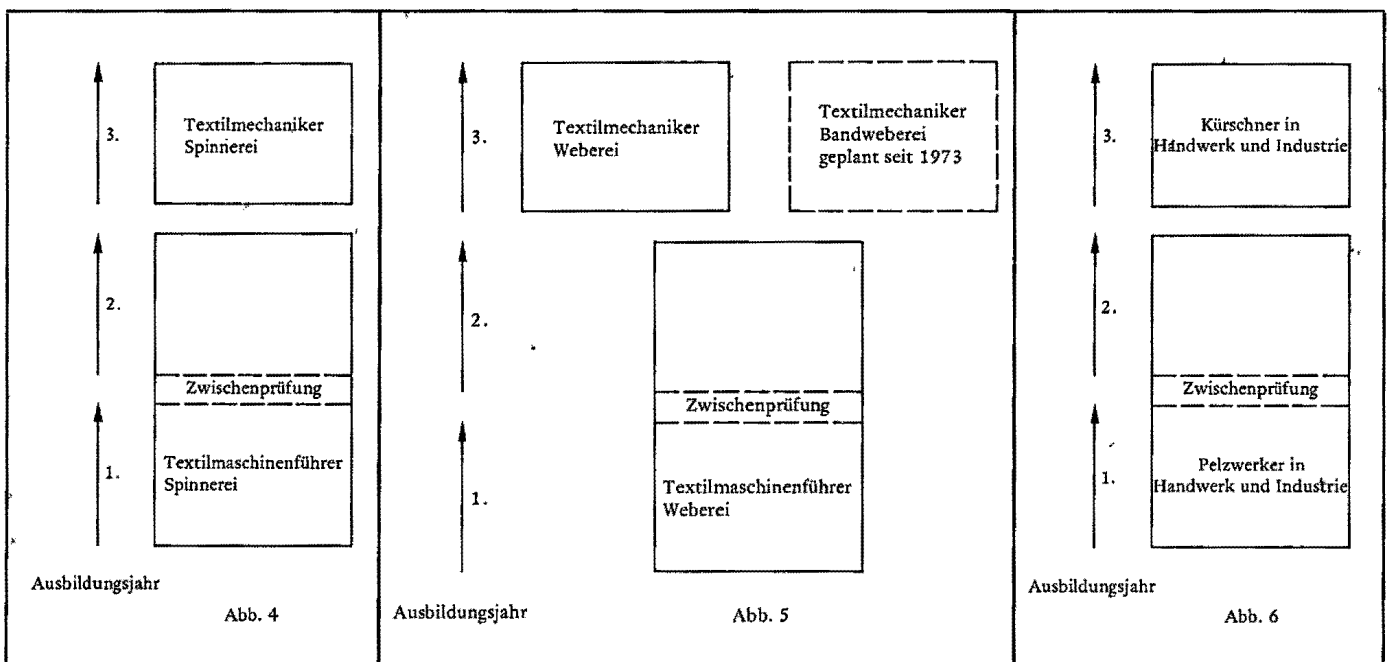 3.
Textilmechaniker
Spinnerei
2.
Zwischenprüfung
1.
Textilmaschinenführer
Spinnerei
Ausbildungsjahr
Abb. 4
3.
Textilmechaniker
Weberei
Textilmechaniker
Bandweberei
geplant seit 1973
2.
Zwischenprüfung
1.
Textilmaschinenführer
Weberei
Ausbildungsjahr
Abb. 5
3.
Kürschner in
Handwerk und Industrie
2.
Zwischenprüfung
1.
Pelzwerker in
Handwerk und Industrie
Ausbildungsjahr
Abb. 6